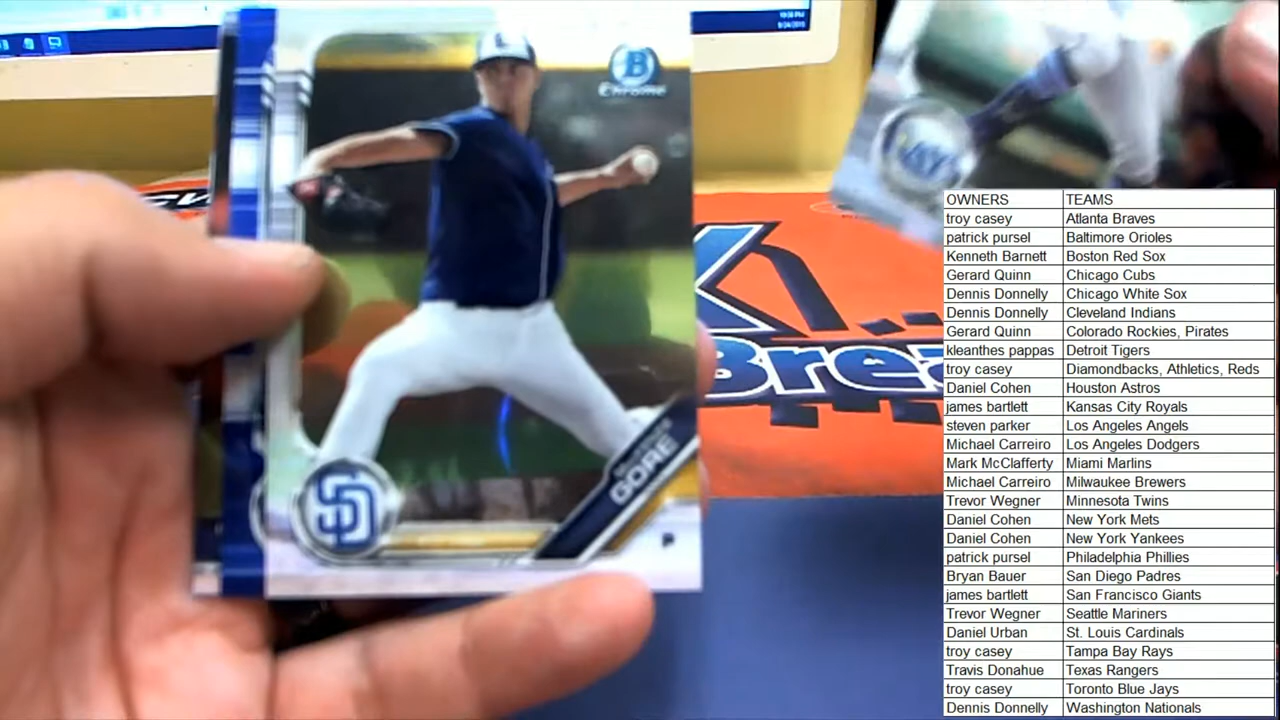 10:36 PM
B
Chrome
GORE
SD
P
RAYS
K
Brea
OWNERS TEAMS
troy casey Atlanta Braves
patrick pursel Baltimore Orioles
Kenneth Barnett Boston Red Sox
Gerard Quinn Chicago Cubs
Dennis Donnelly Chicago White Sox
Dennis Donnelly Cleveland Indians
Gerard Quinn Colorado Rockies, Pirates
kleanthes pappas Detroit Tigers
troy casey Diamondbacks, Athletics, Reds
Daniel Cohen Houston Astros
james bartlett Kansas City Royals
steven parker Los Angeles Angels
Michael Carreiro Los Angeles Dodgers
Mark McClafferty Miami Marlins
Michael Carreiro Milwaukee Brewers
Trevor Wegner Minnesota Twins
Daniel Cohen New York Mets
Daniel Cohen New York Yankees
patrick pursel Philadelphia Phillies
Bryan Bauer San Diego Padres
james bartlett San Francisco Giants
Trevor Wegner Seattle Mariners
Daniel Urban St. Louis Cardinals
troy casey Tampa Bay Rays
Travis Donahue Texas Rangers
troy casey Toronto Blue Jays
Dennis Donnelly Washington Nationals